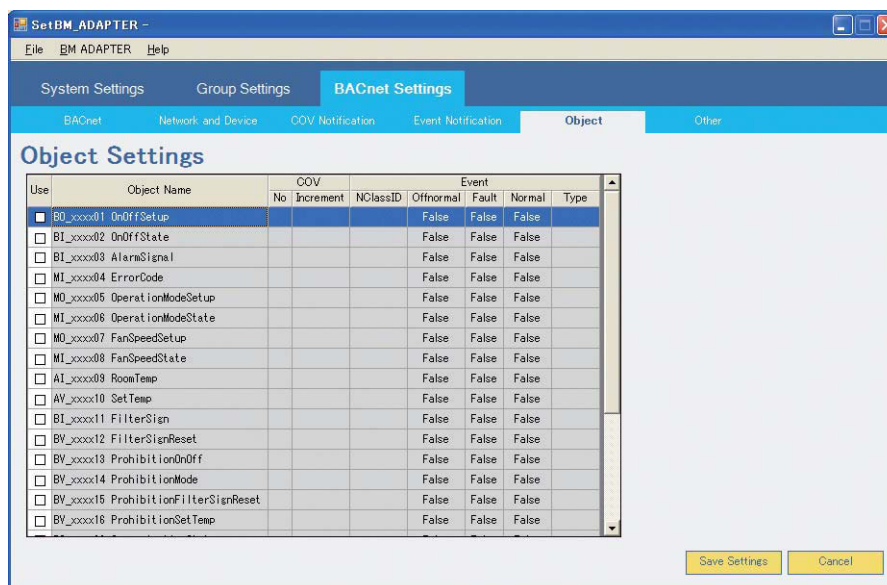 SetBM_ADAPTER -
File BM ADAPTER Help
System Settings Group Settings BACnet Settings
BACnet Network and Device COV Notification Event Notification Object Other
Object Settings
Use Object Name COV Event
No Increment NClassID Offnormal Fault Normal Type
BO_xxxx01 OnOffSetup False False False
BI_xxxx02 OnOffState False False False
BI_xxxx03 AlarmSignal False False False
MI_xxxx04 ErrorCode False False False
MO_xxxx05 OperationModeSetup False False False
MI_xxxx06 OperationModeState False False False
MO_xxxx07 FanSpeedSetup False False False
MI_xxxx08 FanSpeedState False False False
AI_xxxx09 RoomTemp False False False
AV_xxxx10 SetTemp False False False
BI_xxxx11 FilterSign False False False
BV_xxxx12 FilterSignReset False False False
BV_xxxx13 ProhibitionOnOff False False False
BV_xxxx14 ProhibitionMode False False False
BV_xxxx15 ProhibitionFilterSignReset False False False
BV_xxxx16 ProhibitionSetTemp False False False
Save Settings Cancel